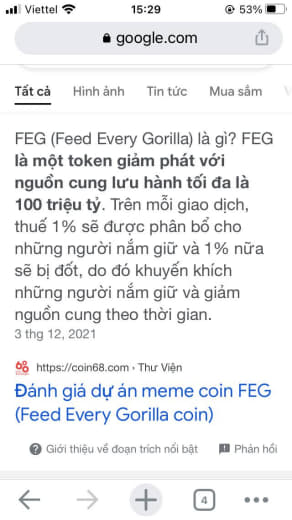 Viettel 15:29 53%
google.com
Tất cả Hình ảnh Tin tức Mua sắm V
FEG (Feed Every Gorilla) là gì? FEG
là một token giảm phát với
nguồn cung lưu hành tối đa là
100 triệu tỷ. Trên mỗi giao dịch,
thuế 1% sẽ được phân bổ cho
những người nắm giữ và 1% nữa
sẽ bị đốt, do đó khuyến khích
những người nắm giữ và giảm
nguồn cung theo thời gian.
3 thg 12, 2021
https://coin68.com › Thư Viện
Đánh giá dự án meme coin FEG
(Feed Every Gorilla coin)
Giới thiệu về đoạn trích nổi bật Phản hồi
4